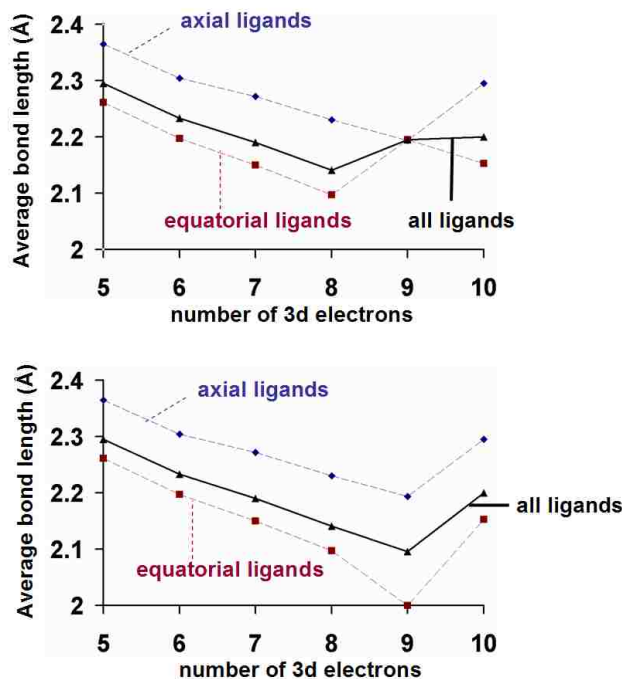 Average bond length (Å)
2.4
2.3
2.2
2.1
2
axial ligands
equatorial ligands
all ligands
5 6 7 8 9 10
number of 3d electrons
Average bond length (Å)
2.4
2.3
2.2
2.1
2
axial ligands
all ligands
equatorial ligands
5 6 7 8 9 10
number of 3d electrons